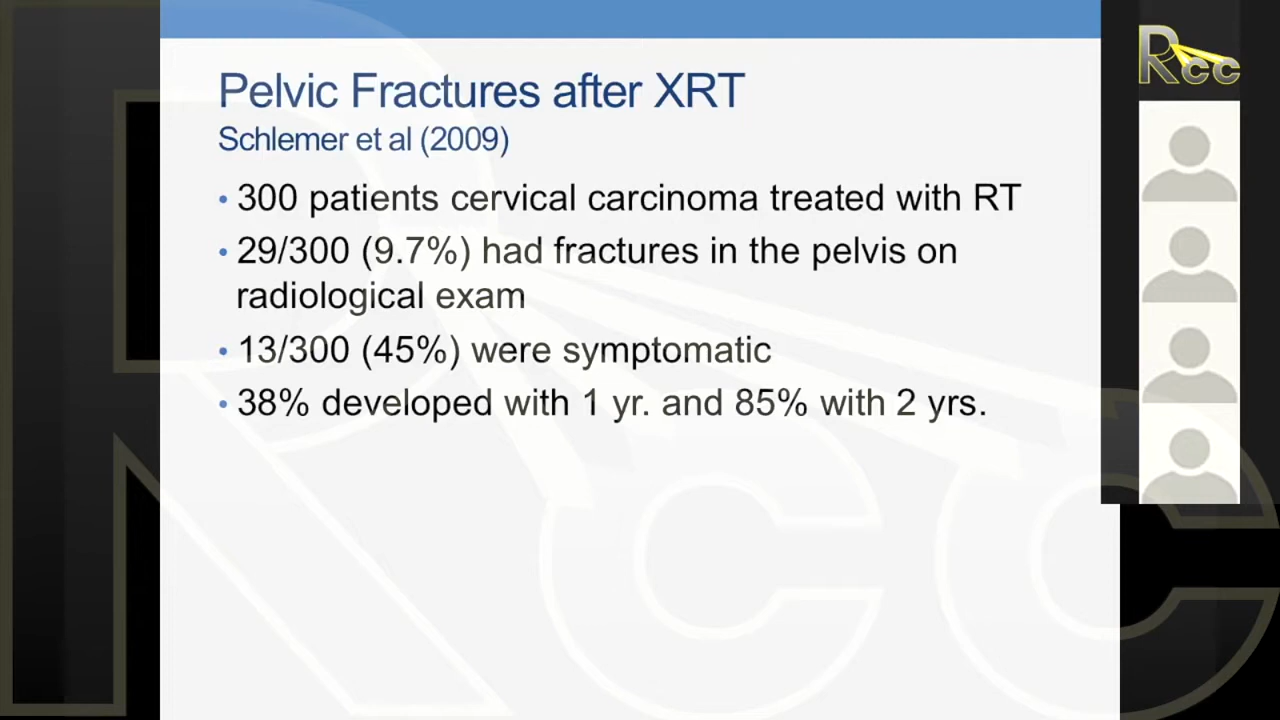 Rcc
Pelvic Fractures after XRT
Schlemer et al (2009)
• 300 patients cervical carcinoma treated with RT
• 29/300 (9.7%) had fractures in the pelvis on
radiological exam
• 13/300 (45%) were symptomatic
• 38% developed with 1 yr. and 85% with 2 yrs.